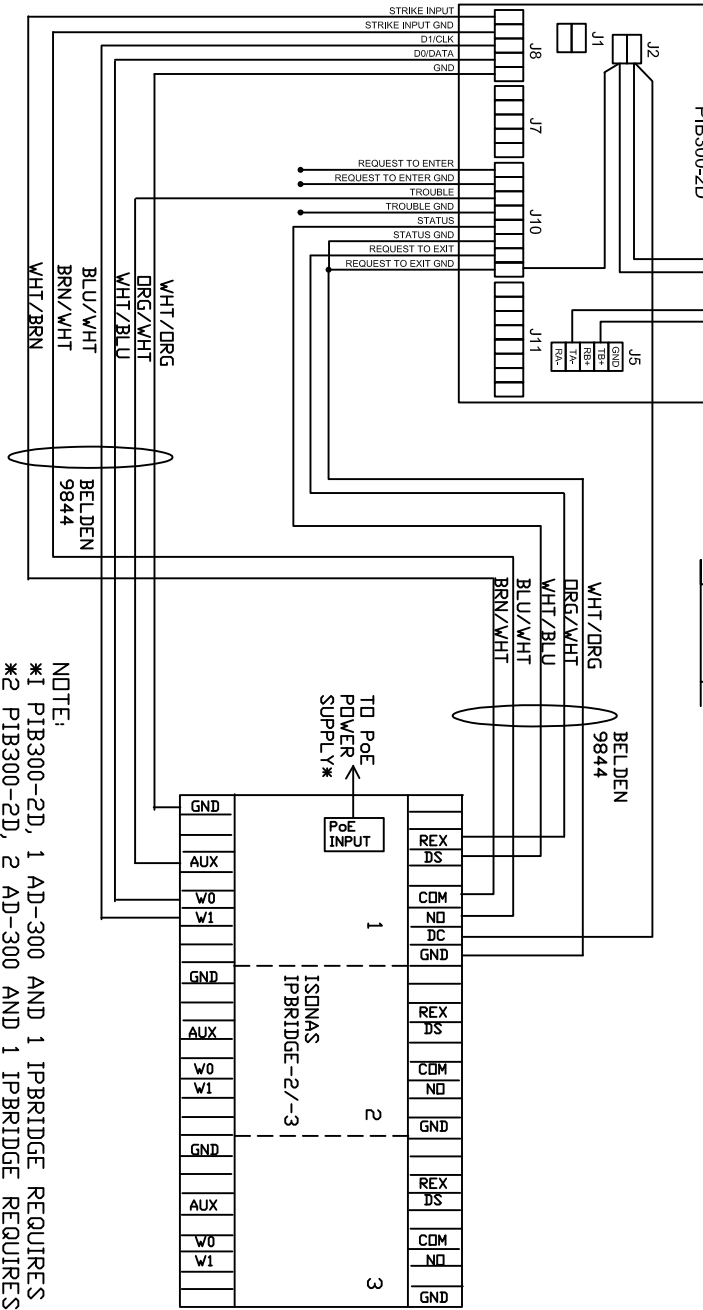 PIB300-2D
STRIKE INPUT
STRIKE INPUT GND
D1/CLK
D0/DATA
GND
J8
J1
J2
J7
REQUEST TO ENTER
REQUEST TO ENTER GND
TROUBLE
TROUBLE GND
STATUS
STATUS GND
REQUEST TO EXIT
REQUEST TO EXIT GND
J10
J11
J5
GND
TB+
RB+
TA-
RA-
WHT/ORG
ORG/WHT
WHT/BLU
BLU/WHT
BRN/WHT
WHT/BRN
BELDEN
9844
WHT/ORG
ORG/WHT
WHT/BLU
BLU/WHT
BRN/WHT
BELDEN
9844
TO PoE
POWER
SUPPLY*
PoE
INPUT
GND
AUX
W0
W1
GND
AUX
W0
W1
GND
AUX
W0
W1
1
ISONAS
IPBRIDGE-2/-3
2
3
REX
DS
COM
NO
DC
GND
REX
DS
COM
NO
GND
REX
DS
COM
NO
GND
NOTE:
*1 PIB300-2D, 1 AD-300 AND 1 IPBRIDGE REQUIRES
*2 PIB300-2D, 2 AD-300 AND 1 IPBRIDGE REQUIRES